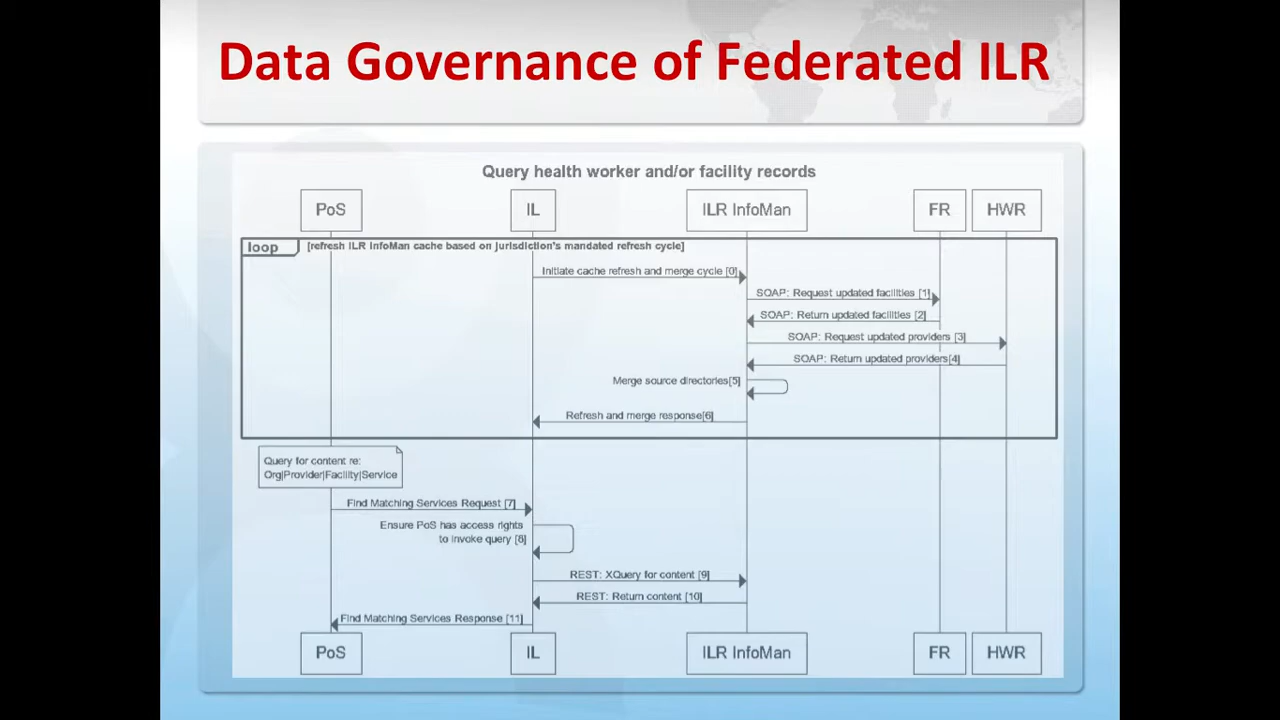 Data Governance of Federated ILR
Query health worker and/or facility records
PoS IL ILR InfoMan FR HWR
loop [refresh ILR InfoMan cache based on jurisdiction's mandated refresh cycle]
Initiate cache refresh and merge cycle [0]
SOAP: Request updated facilities [1]
SOAP: Return updated facilities [2]
SOAP: Request updated providers [3]
SOAP: Return updated providers[4]
Merge source directories[5]
Refresh and merge response[6]
Query for content re:
Org|Provider|Facility|Service
Find Matching Services Request [7]
Ensure PoS has access rights
to invoke query [8]
REST: XQuery for content [9]
REST: Return content [10]
Find Matching Services Response [11]
PoS IL ILR InfoMan FR HWR